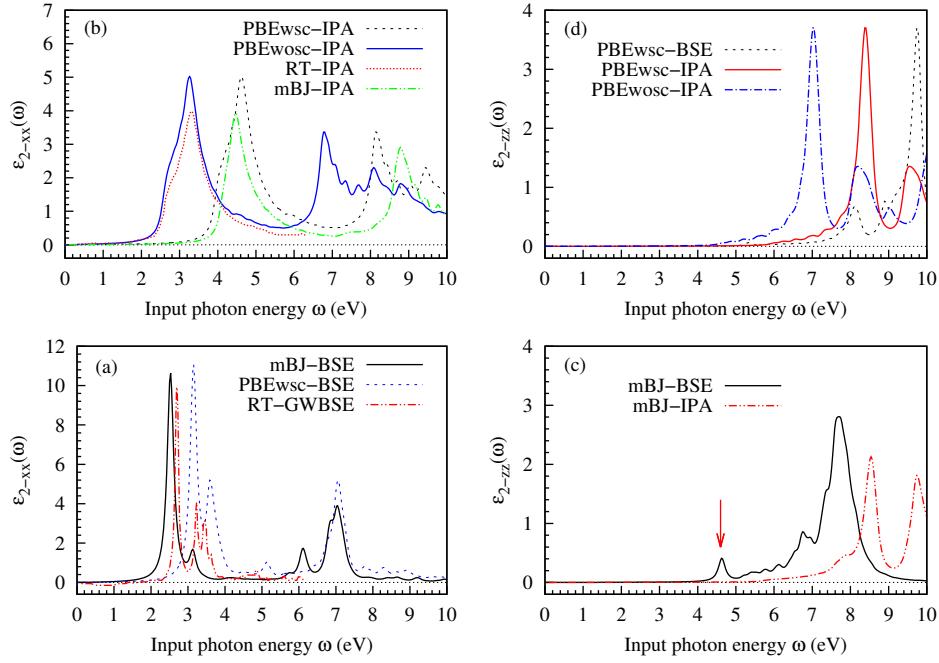 (b)
PBEwsc−IPA
PBEwosc−IPA
RT−IPA
mBJ−IPA
7
6
5
4
3
2
1
0
ε2−xx(ω)
0 1 2 3 4 5 6 7 8 9 10
Input photon energy ω (eV)
(d)
PBEwsc−BSE
PBEwsc−IPA
PBEwosc−IPA
4
3
2
1
0
ε2−zz(ω)
0 1 2 3 4 5 6 7 8 9 10
Input photon energy ω (eV)
(a)
mBJ−BSE
PBEwsc−BSE
RT−GWBSE
12
10
8
6
4
2
0
ε2−xx(ω)
0 1 2 3 4 5 6 7 8 9 10
Input photon energy ω (eV)
(c)
mBJ−BSE
mBJ−IPA
4
3
2
1
0
ε2−zz(ω)
0 1 2 3 4 5 6 7 8 9 10
Input photon energy ω (eV)